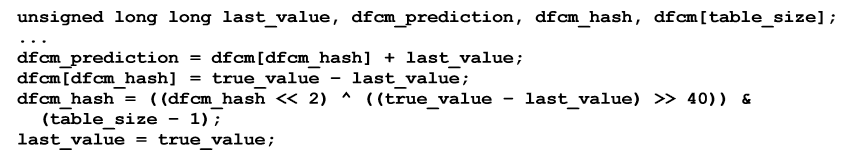 unsigned long long last_value, dfcm_prediction, dfcm_hash, dfcm[table_size];
...
dfcm_prediction = dfcm[dfcm_hash] + last_value;
dfcm[dfcm_hash] = true_value - last_value;
dfcm_hash = ((dfcm_hash << 2) ^ ((true_value - last_value) >> 40)) &
(table_size - 1);
last_value = true_value;